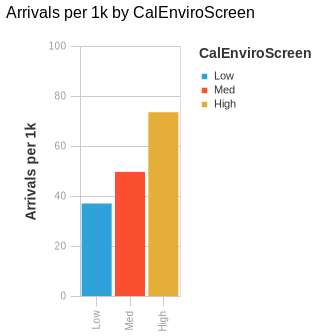 Arrivals per 1k by CalEnviroScreen
100
80
60
40
20
0
Arrivals per 1k
Low
Med
High
CalEnviroScreen
Low
Med
High